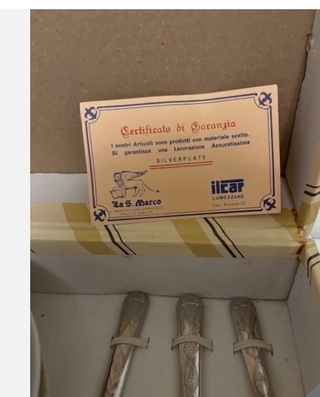 Certificato di Garanzia
I nostri Articoli sono prodotti con materiale scelto.
Si garantisce una Lavorazione Accuratissima
SILVERPLATE
La S. Marco
ilcar
LUMEZZANE